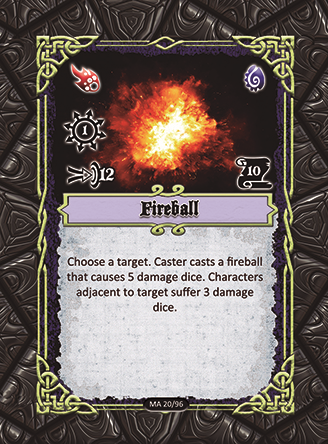 1
12
10
Fireball
Choose a target. Caster casts a fireball
that causes 5 damage dice. Characters
adjacent to target suffer 3 damage
dice.
MA 20/96